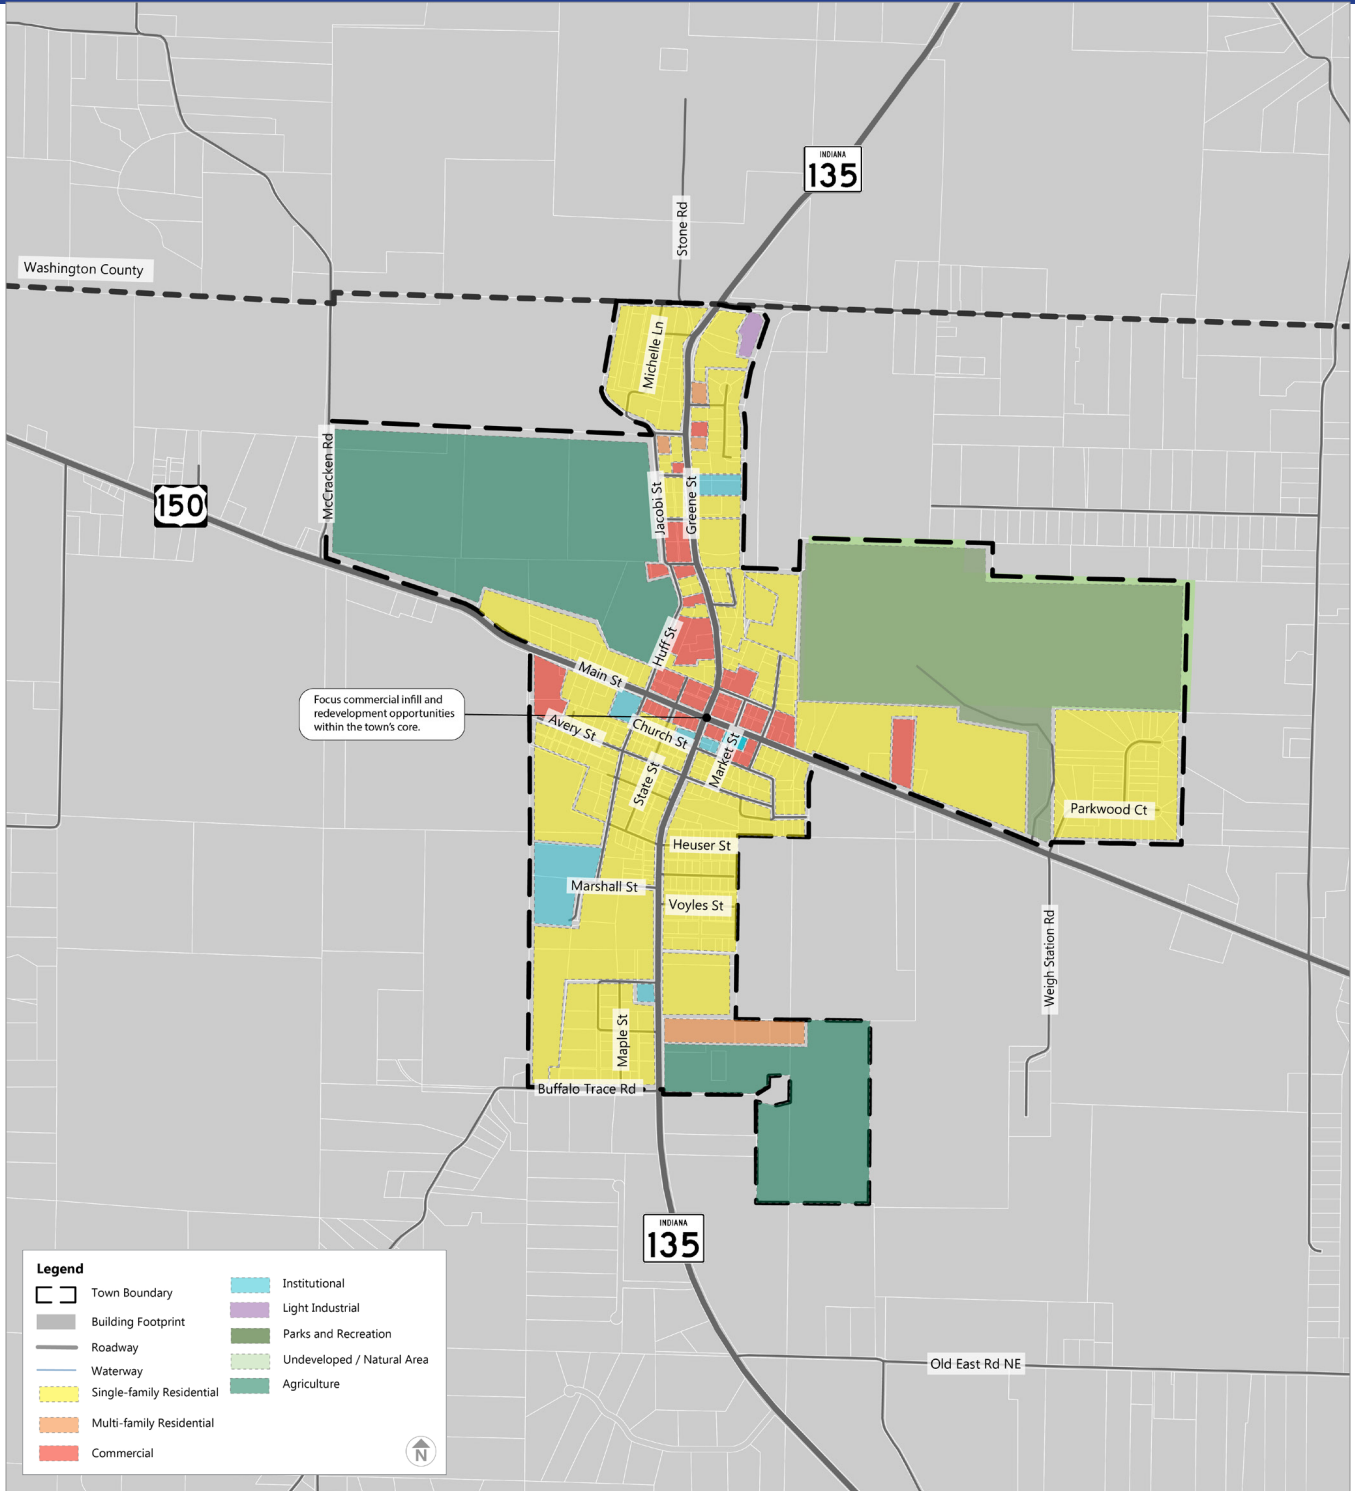 INDIANA
135
Stone Rd
Washington County
Michelle Ln
McCracken Rd
150
Jacobi St
Greene St
Huff St
Main St
Focus commercial infill and
redevelopment opportunities
within the town's core.
Avery St
Church St
Market St
State St
Parkwood Ct
Heuser St
Marshall St
Voyles St
Weigh Station Rd
Maple St
Buffalo Trace Rd
INDIANA
135
Old East Rd NE
Legend
Town Boundary
Building Footprint
Roadway
Waterway
Single-family Residential
Multi-family Residential
Commercial
Institutional
Light Industrial
Parks and Recreation
Undeveloped / Natural Area
Agriculture
N